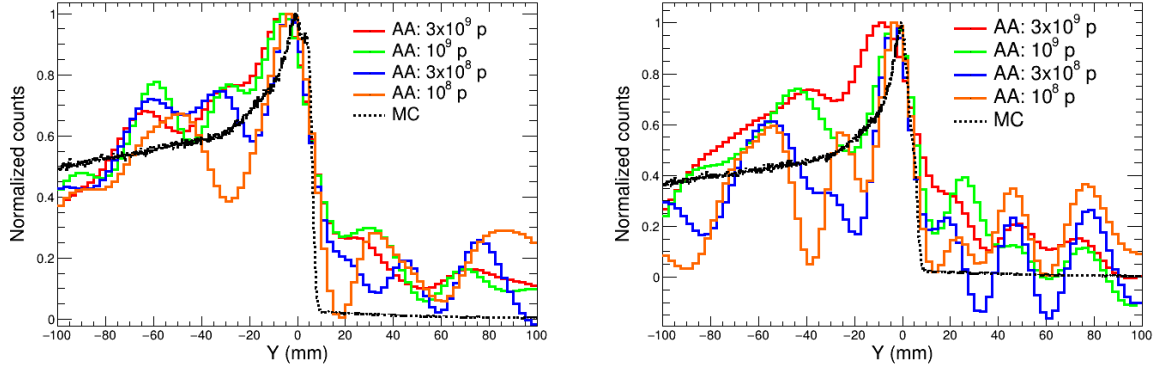 Normalized counts
1
0.8
0.6
0.4
0.2
0
-100 -80 -60 -40 -20 0 20 40 60 80 100
Y (mm)
AA: 3x10⁹ p
AA: 10⁹ p
AA: 3x10⁸ p
AA: 10⁸ p
MC
Normalized counts
1
0.8
0.6
0.4
0.2
0
-100 -80 -60 -40 -20 0 20 40 60 80 100
Y (mm)
AA: 3x10⁹ p
AA: 10⁹ p
AA: 3x10⁸ p
AA: 10⁸ p
MC